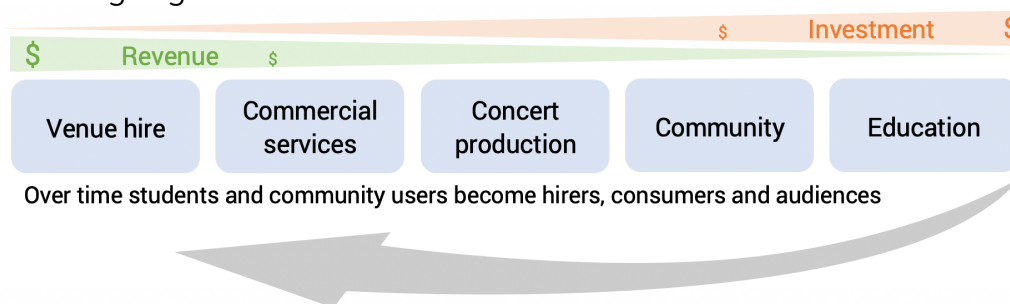 $ Investment $
$ Revenue $
Venue hire
Commercial
services
Concert
production
Community
Education
Over time students and community users become hirers, consumers and audiences